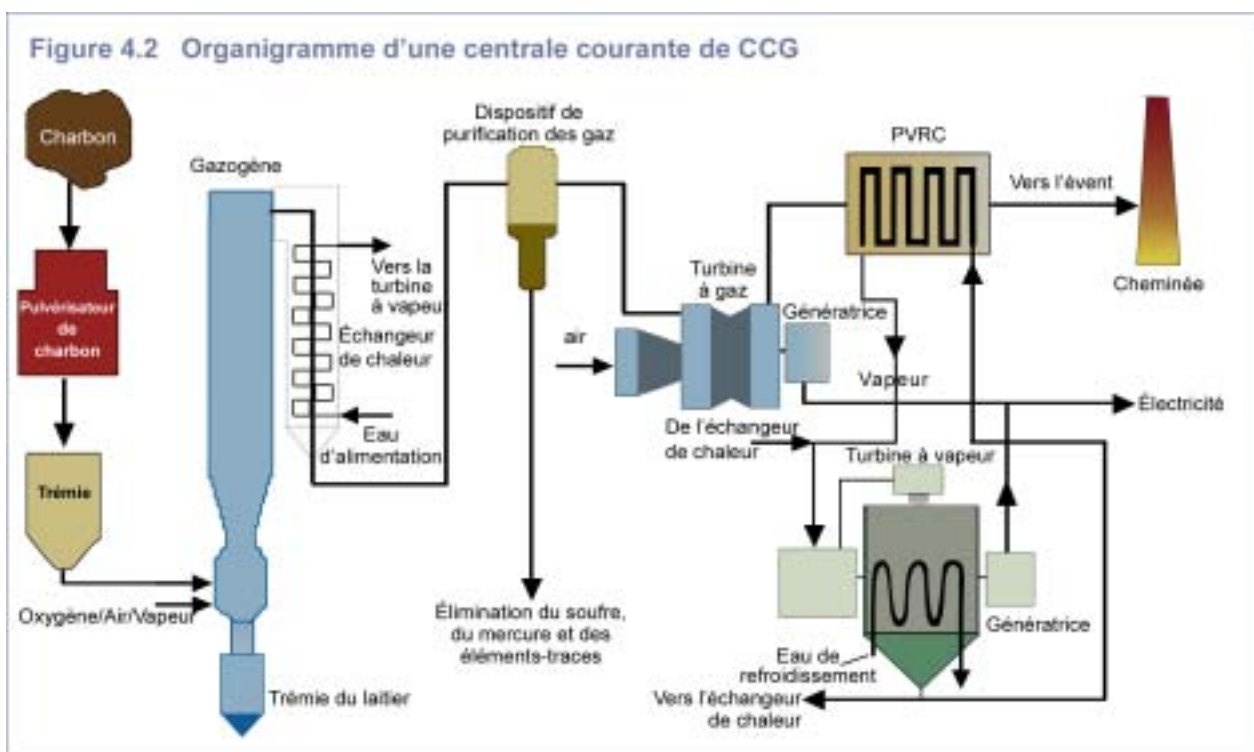 Figure 4.2 Organigramme d'une centrale courante de CCG
Charbon
Pulvérisateur
de
charbon
Trémie
Oxygène/Air/Vapeur
Gazogène
Vers la
turbine
à vapeu
Échangeur
de chaleur
Eau
d'alimentation
Trémie du laitier
Dispositif de
purification des gaz
Élimination du soufre,
du mercure et des
éléments-traces
air
Turbine
à gaz
Génératrice
PVRC
Vers l'évent
Cheminée
Vapeur
Électricité
De l'échangeur
de chaleur
Turbine à vapeur
Génératrice
Eau de
refroidissement
Vers l'échangeur
de chaleur